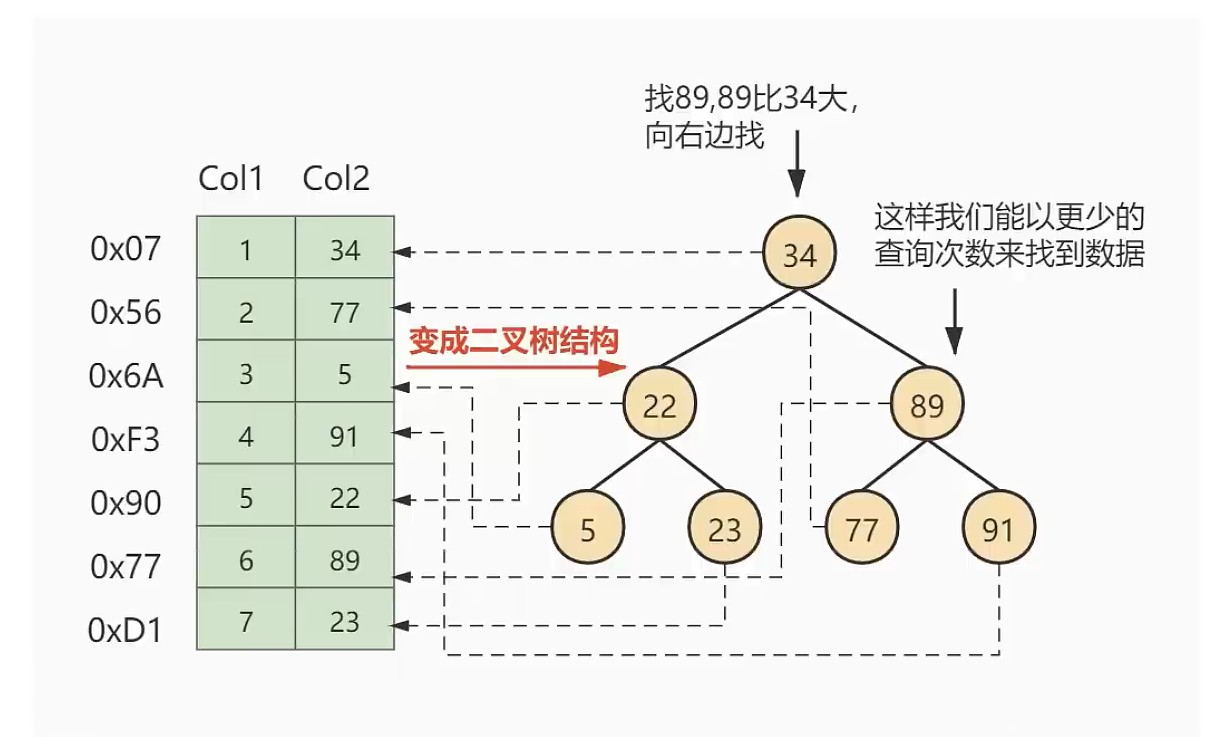 找89,89比34大，
向右边找
Col1 Col2
这样我们能以更少的
查询次数来找到数据
0x07 1 34
34
0x56 2 77
变成二叉树结构
0x6A 3 5
22 89
0xF3 4 91
0x90 5 22
5 23 77 91
0x77 6 89
0xD1 7 23